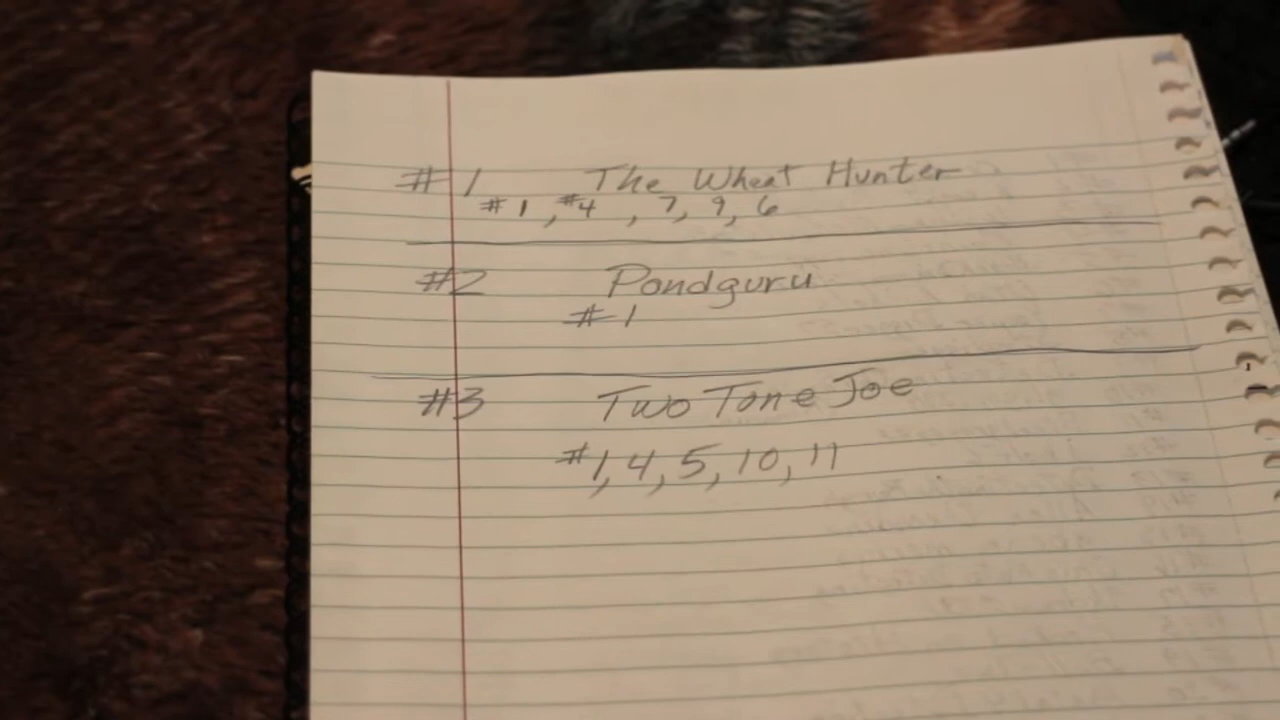 #1 The Wheat Hunter
#1, #4, 7, 9, 6
#2 Pondguru
#1
#3 Two Tone Joe
#1, 4, 5, 10, 11